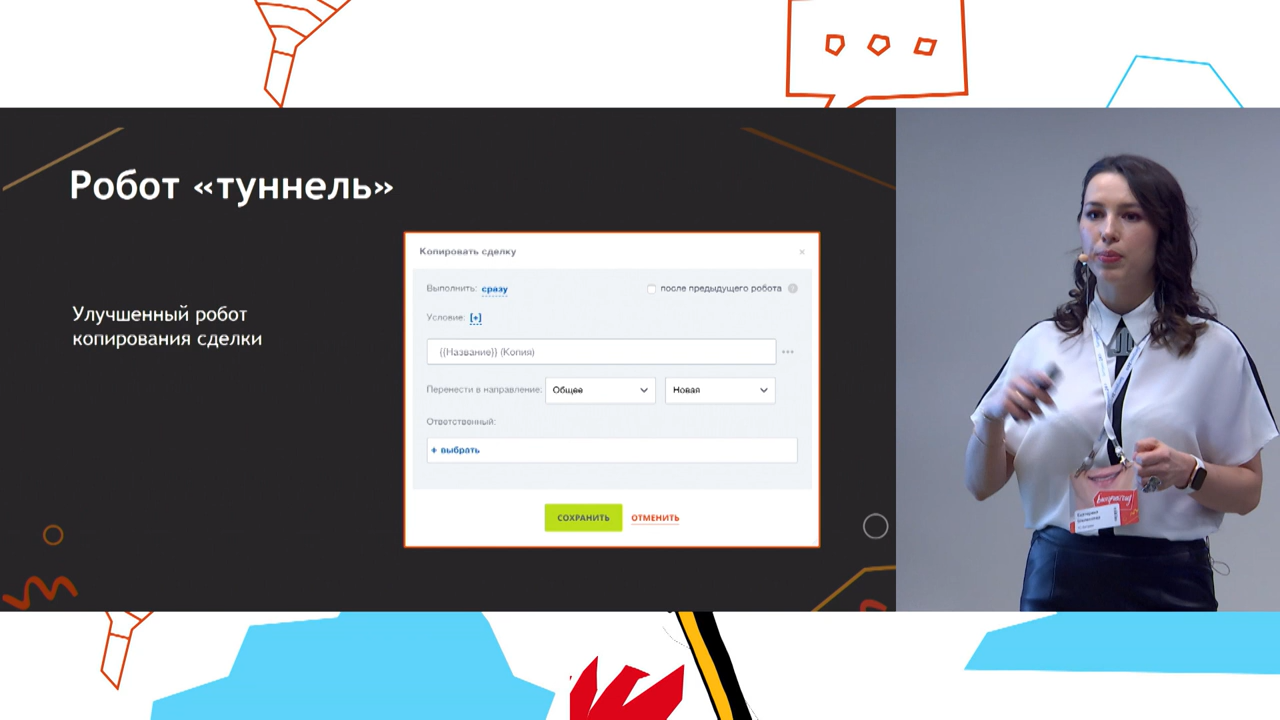 Робот «туннель»
Улучшенный робот
копирования сделки
Копировать сделку
Выполнить: сразу
после предыдущего робота
Условие: [+]
{{Название}} (Копия)
Перенести в направление: Общее Новая
Ответственный:
+ выбрать
СОХРАНИТЬ ОТМЕНИТЬ